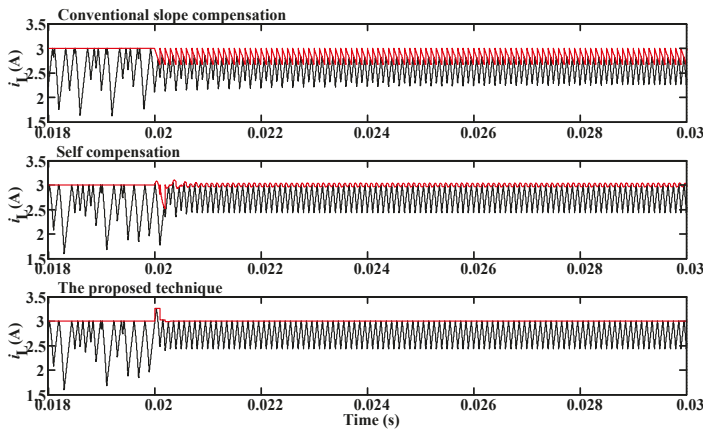 Conventional slope compensation
3.5
3
2.5
2
1.5
iL(A)
0.018 0.02 0.022 0.024 0.026 0.028 0.03
Self compensation
3.5
3
2.5
2
1.5
iL(A)
0.018 0.02 0.022 0.024 0.026 0.028 0.03
The proposed technique
3.5
3
2.5
2
1.5
iL(A)
0.018 0.02 0.022 0.024 0.026 0.028 0.03
Time (s)